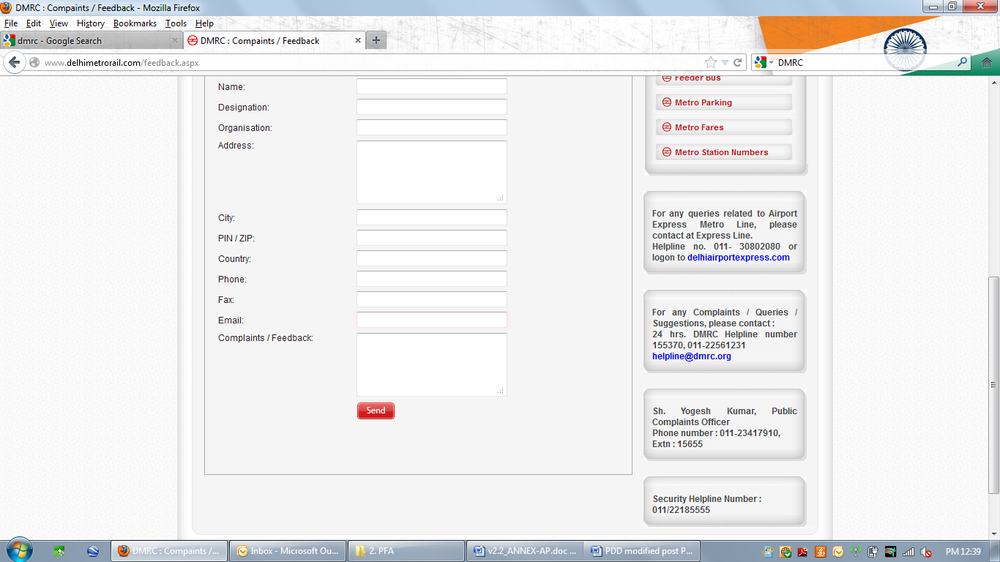 DMRC : Compaints / Feedback - Mozilla Firefox
File Edit View History Bookmarks Tools Help
dmrc - Google Search
DMRC : Compaints / Feedback
www.delhimetrorail.com/feedback.aspx
DMRC
Name:
Designation:
Organisation:
Address:
City:
PIN / ZIP:
Country:
Phone:
Fax:
Email:
Complaints / Feedback:
Send
Feeder Bus
Metro Parking
Metro Fares
Metro Station Numbers
For any queries related to Airport
Express Metro Line, please
contact at Express Line.
Helpline no. 011- 30802080 or
logon to delhiairportexpress.com
For any Complaints / Queries /
Suggestions, please contact :
24 hrs. DMRC Helpline number
155370, 011-22561231
helpline@dmrc.org
Sh. Yogesh Kumar, Public
Complaints Officer
Phone number : 011-23417910,
Extn : 15655
Security Helpline Number :
011/22185555
DMRC : Compaints /...
Inbox - Microsoft Ou...
2. PFA
v2.2_ANNEX-AP.doc ...
PDD modified post P...
PM 12:39